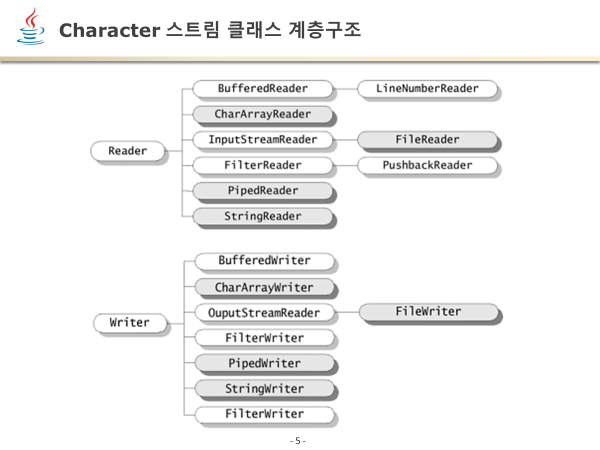 Character 스트림 클래스 계층구조
BufferedReader
LineNumberReader
CharArrayReader
InputStreamReader
FileReader
Reader
FilterReader
PushbackReader
PipedReader
StringReader
BufferedWriter
CharArrayWriter
OuputStreamReader
FileWriter
Writer
FilterWriter
PipedWriter
StringWriter
FilterWriter
- 5 -